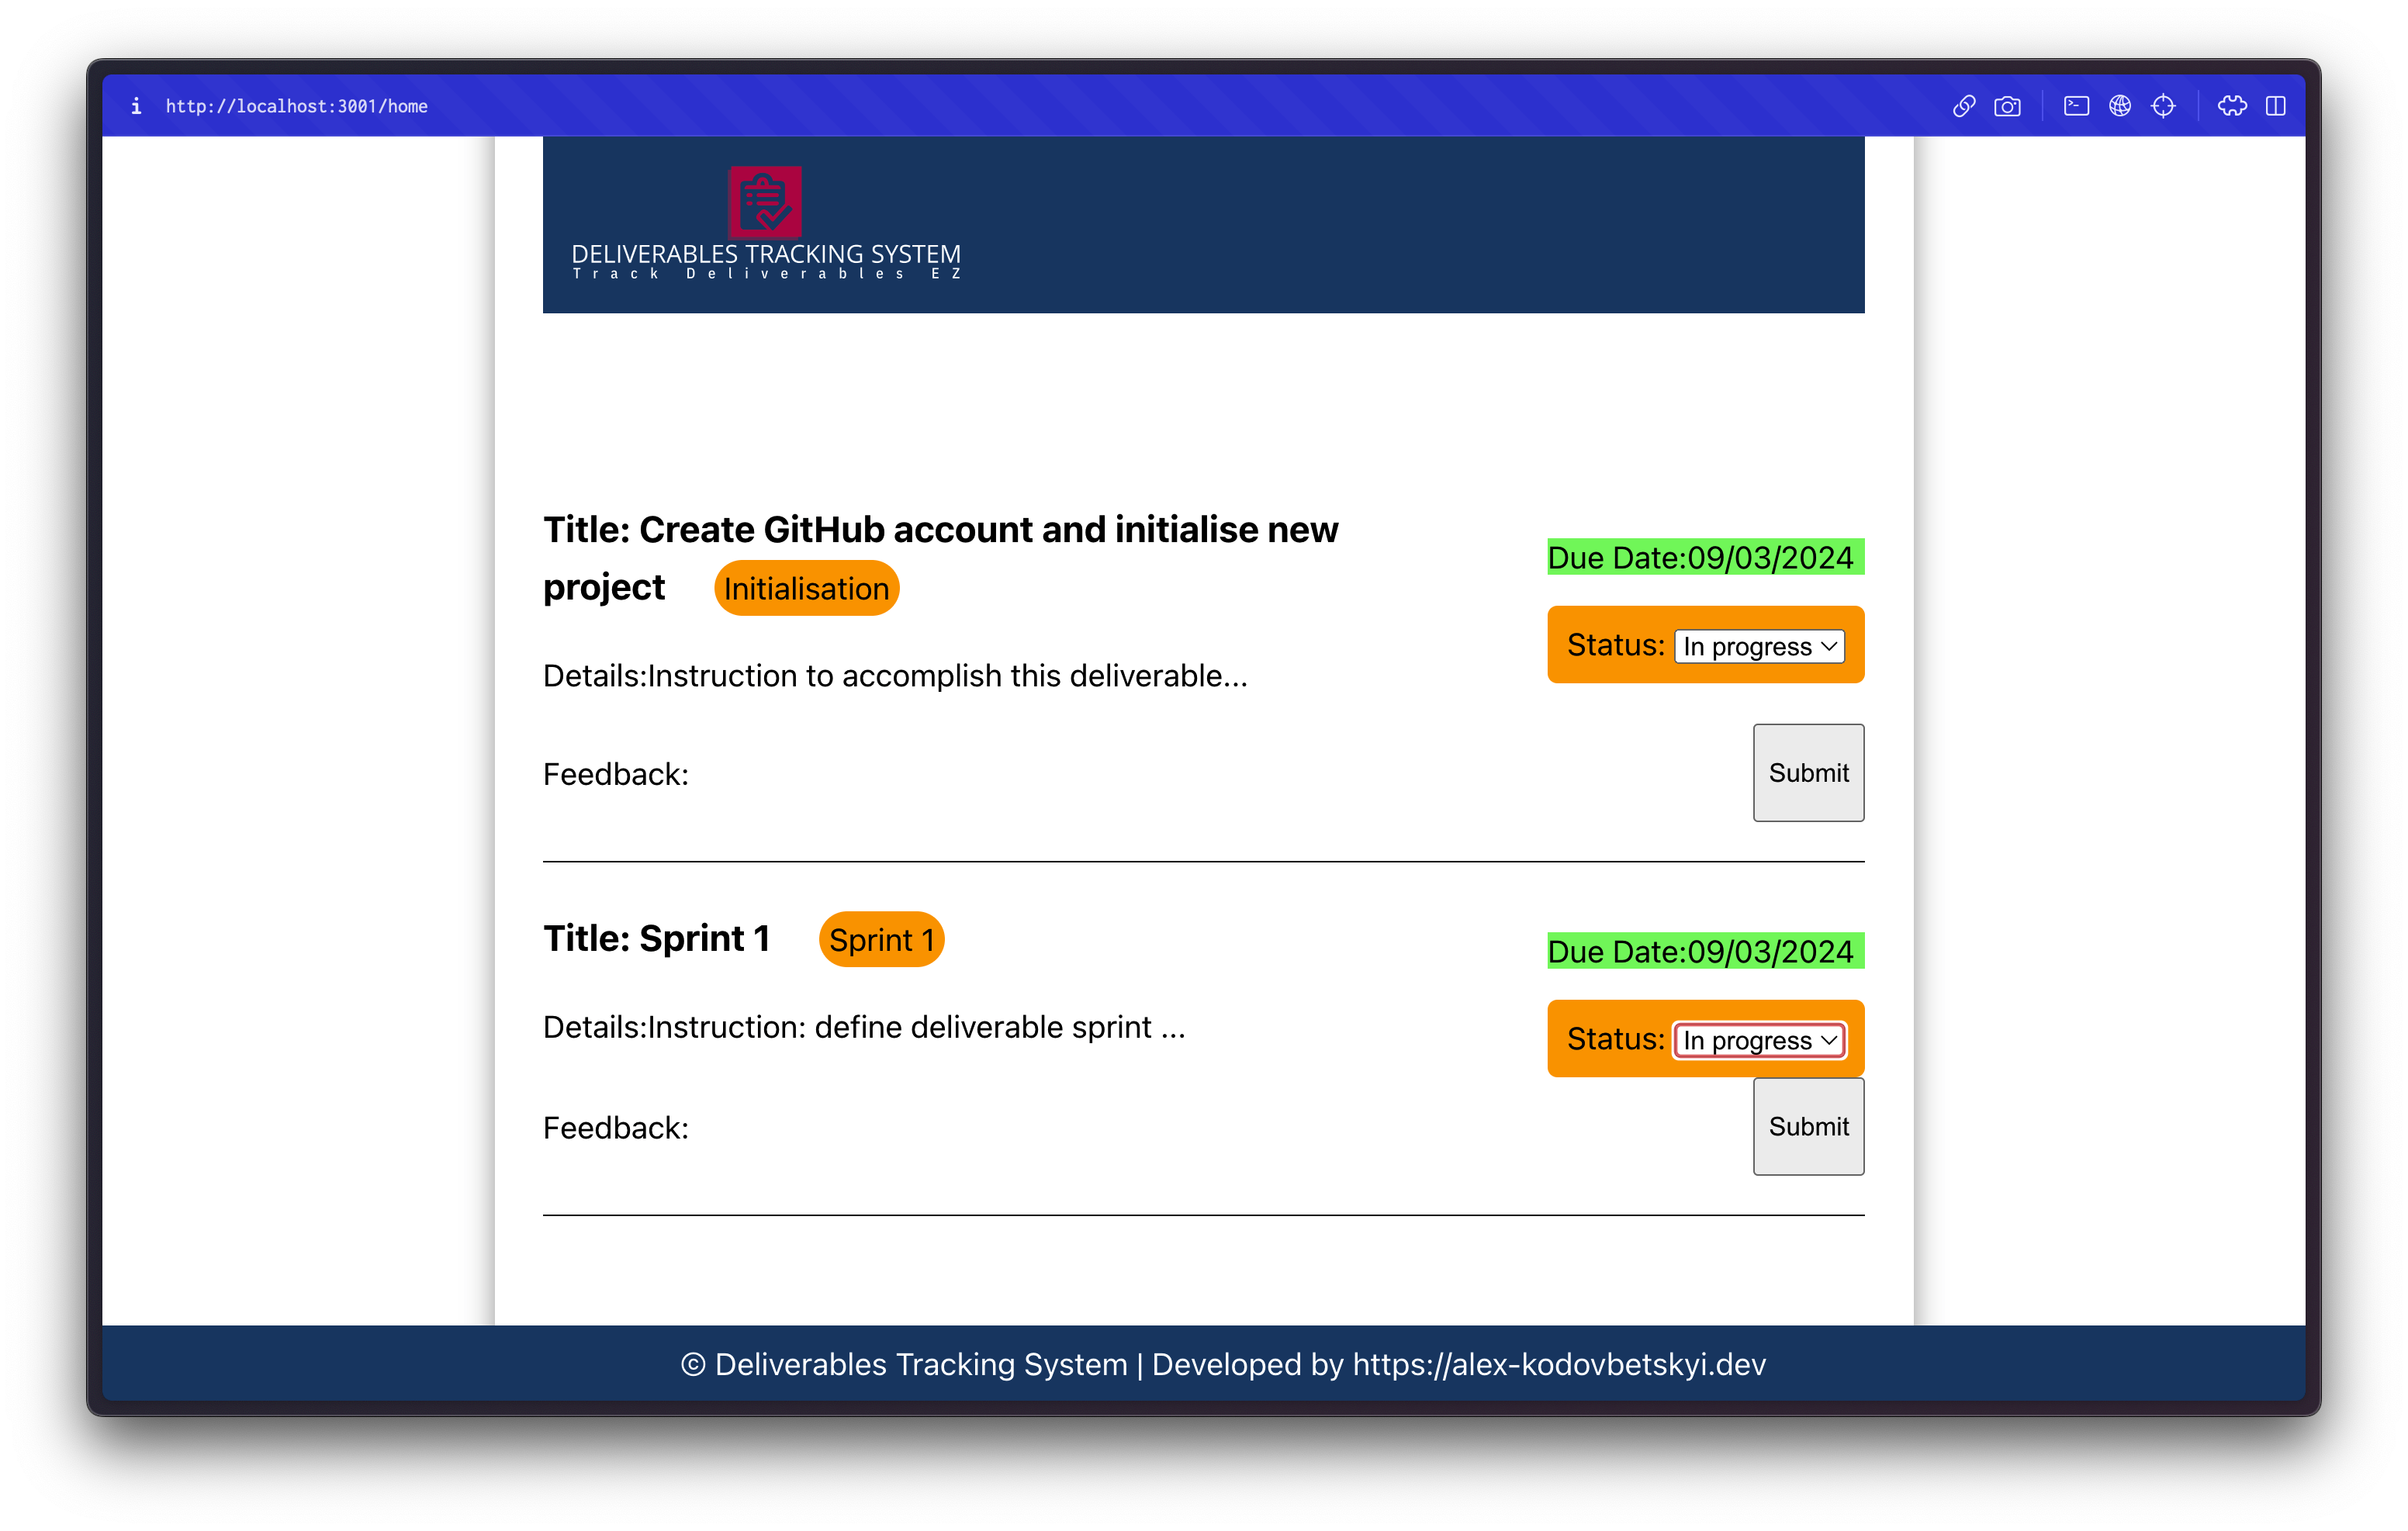 i http://localhost:3001/home
DELIVERABLES TRACKING SYSTEM
Track Deliverables EZ
Title: Create GitHub account and initialise new
project Initialisation
Due Date:09/03/2024
Status: In progress
Details:Instruction to accomplish this deliverable...
Feedback:
Submit
Title: Sprint 1 Sprint 1
Due Date:09/03/2024
Details:Instruction: define deliverable sprint ...
Status: In progress
Feedback:
Submit
© Deliverables Tracking System | Developed by https://alex-kodovbetskyi.dev